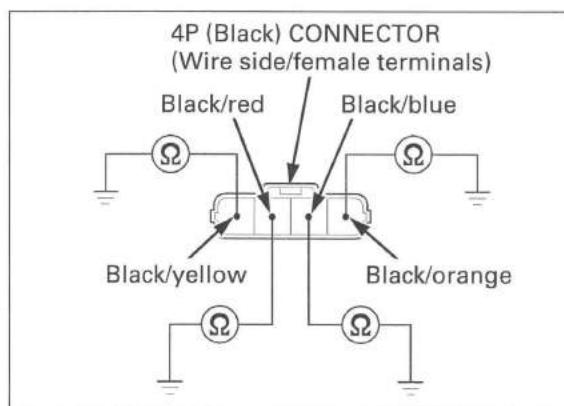 4P (Black) CONNECTOR
(Wire side/female terminals)
Black/red
Black/blue
Ω
Ω
Black/yellow
Black/orange
Ω
Ω